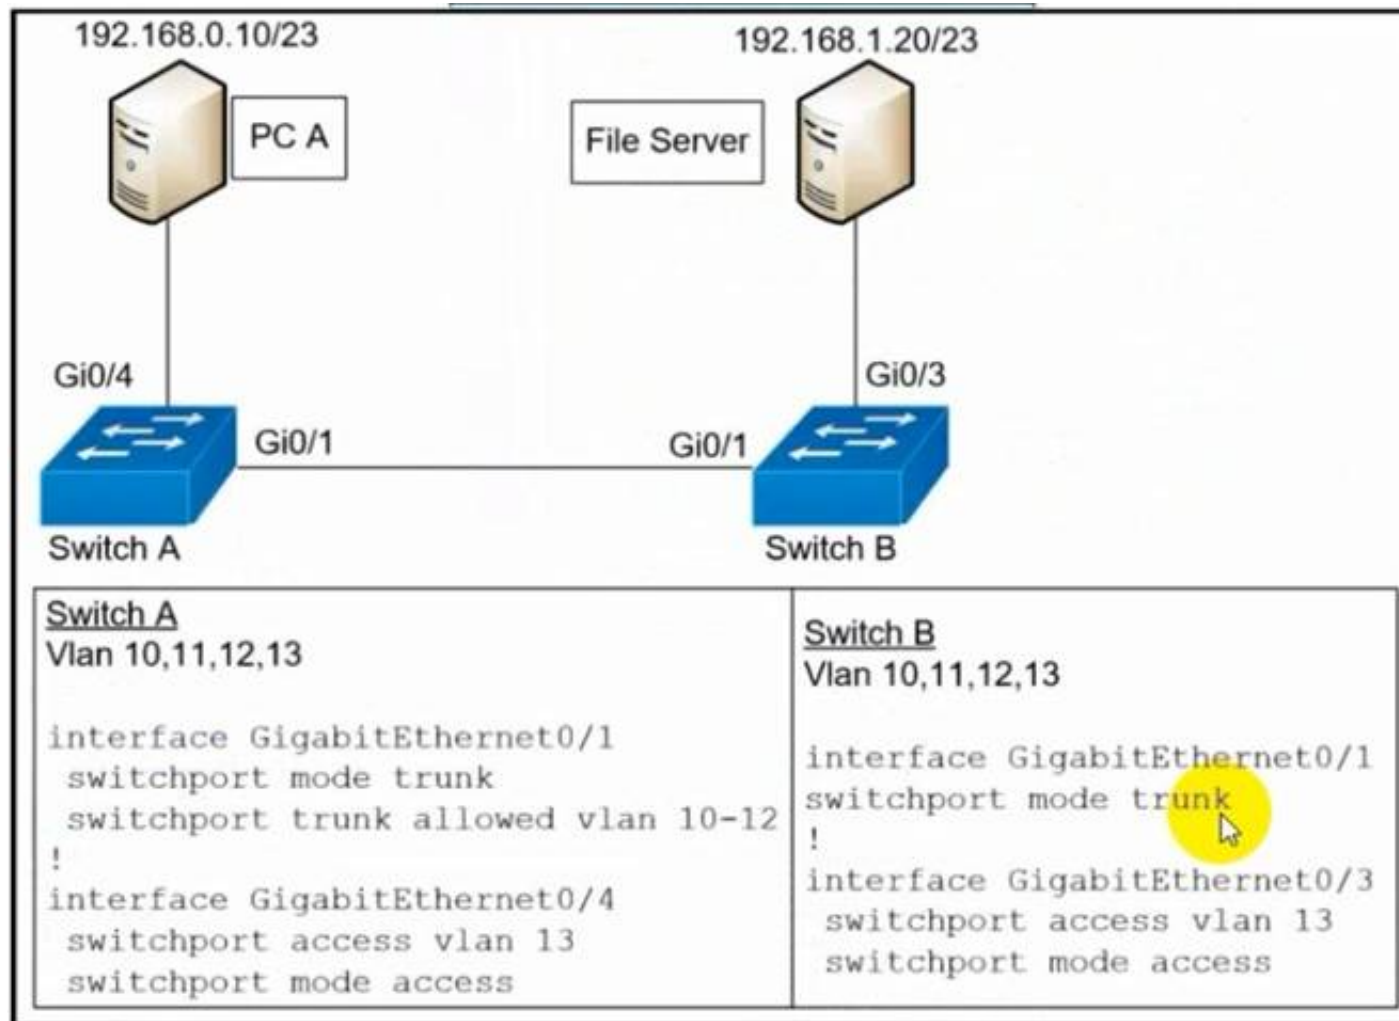 192.168.0.10/23
192.168.1.20/23
PC A
File Server
Gi0/4
Gi0/3
Gi0/1
Gi0/1
Switch A
Switch B
Switch A
Vlan 10,11,12,13
interface GigabitEthernet0/1
switchport mode trunk
switchport trunk allowed vlan 10-12
!
interface GigabitEthernet0/4
switchport access vlan 13
switchport mode access
Switch B
Vlan 10,11,12,13
interface GigabitEthernet0/1
switchport mode trunk
!
interface GigabitEthernet0/3
switchport access vlan 13
switchport mode access